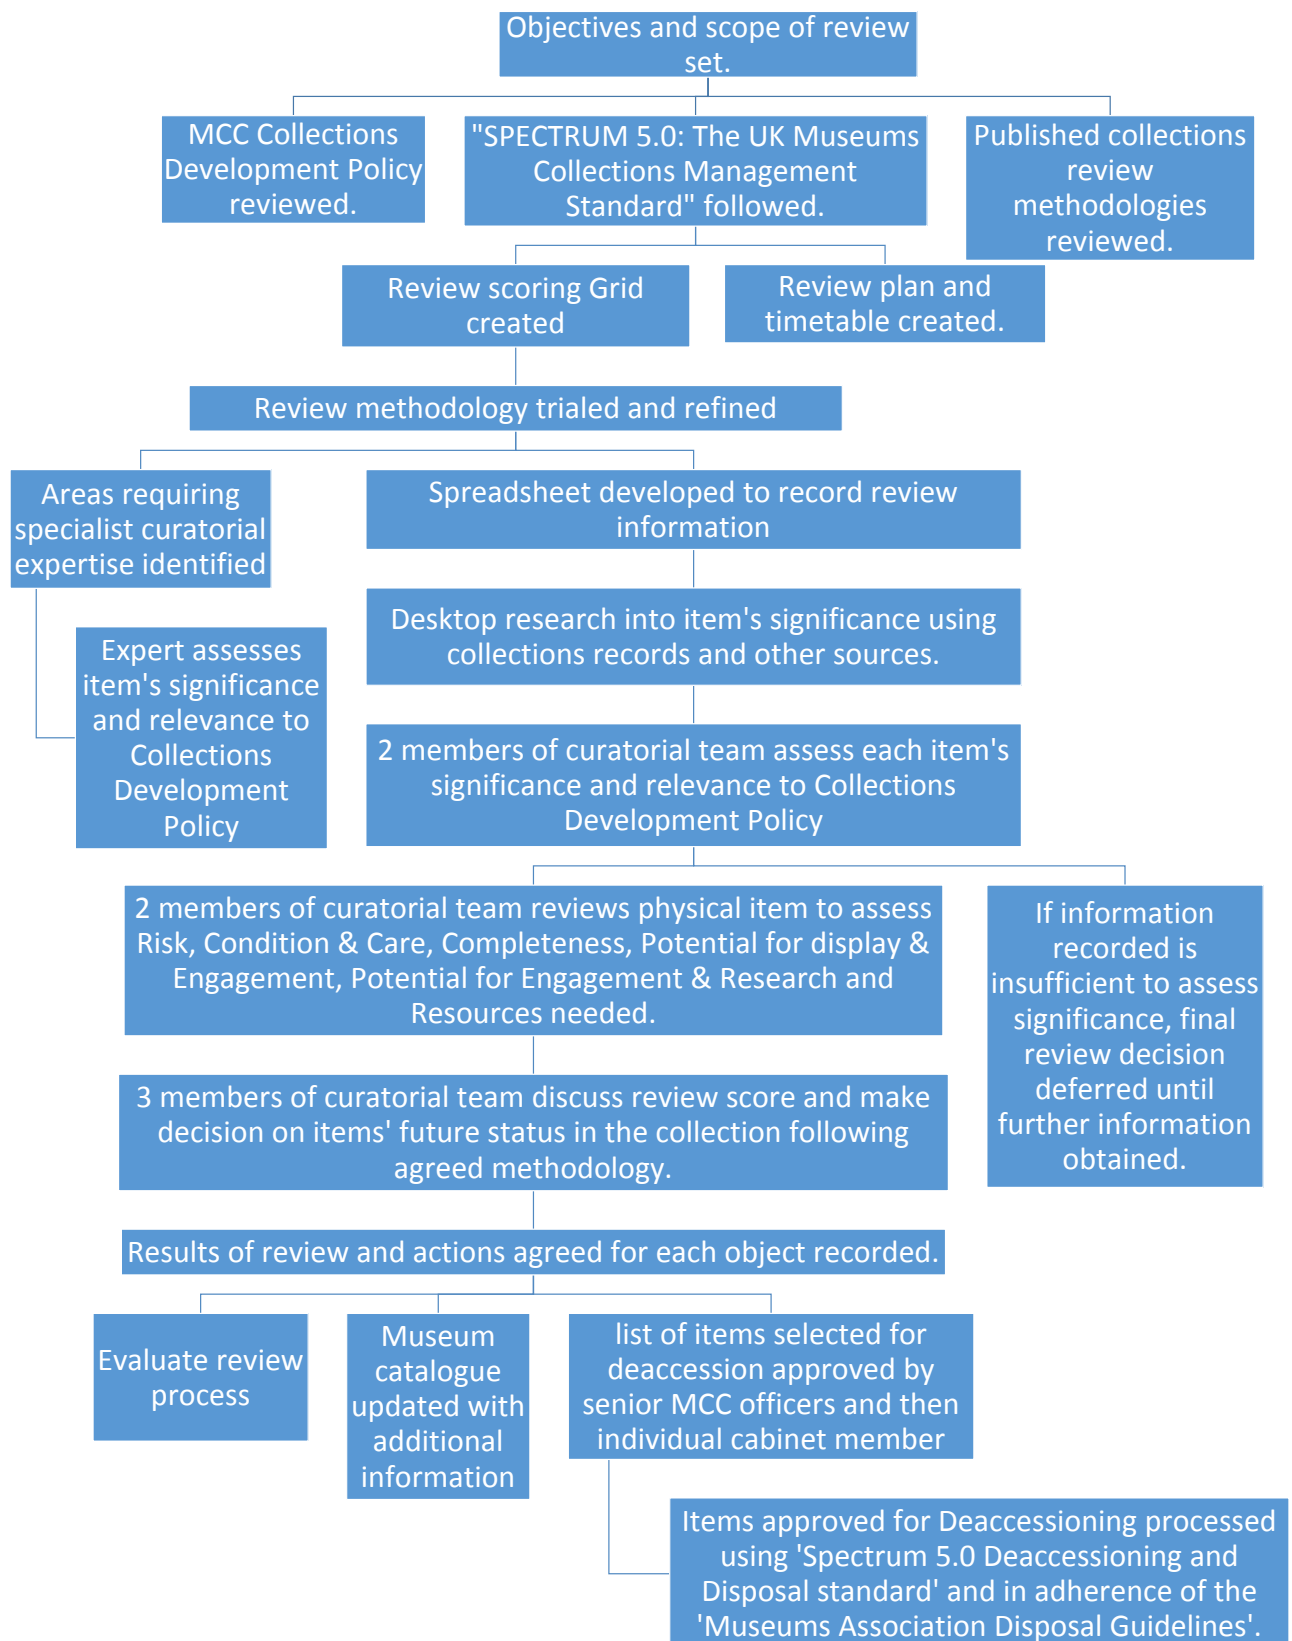 Objectives and scope of review
set.
MCC Collections
Development Policy
reviewed.
"SPECTRUM 5.0: The UK Museums
Collections Management
Standard" followed.
Published collections
review
methodologies
reviewed.
Review scoring Grid
created
Review plan and
timetable created.
Review methodology trialed and refined
Areas requiring
specialist curatorial
expertise identified
Spreadsheet developed to record review
information
Expert assesses
item's significance
and relevance to
Collections
Development
Policy
Desktop research into item's significance using
collections records and other sources.
2 members of curatorial team assess each item's
significance and relevance to Collections
Development Policy
2 members of curatorial team reviews physical item to assess
Risk, Condition & Care, Completeness, Potential for display &
Engagement, Potential for Engagement & Research and
Resources needed.
If information
recorded is
insufficient to assess
significance, final
review decision
deferred until
further information
obtained.
3 members of curatorial team discuss review score and make
decision on items' future status in the collection following
agreed methodology.
Results of review and actions agreed for each object recorded.
Evaluate review
process
Museum
catalogue
updated with
additional
information
list of items selected for
deaccession approved by
senior MCC officers and then
individual cabinet member
Items approved for Deaccessioning processed
using 'Spectrum 5.0 Deaccessioning and
Disposal standard' and in adherence of the
'Museums Association Disposal Guidelines'.